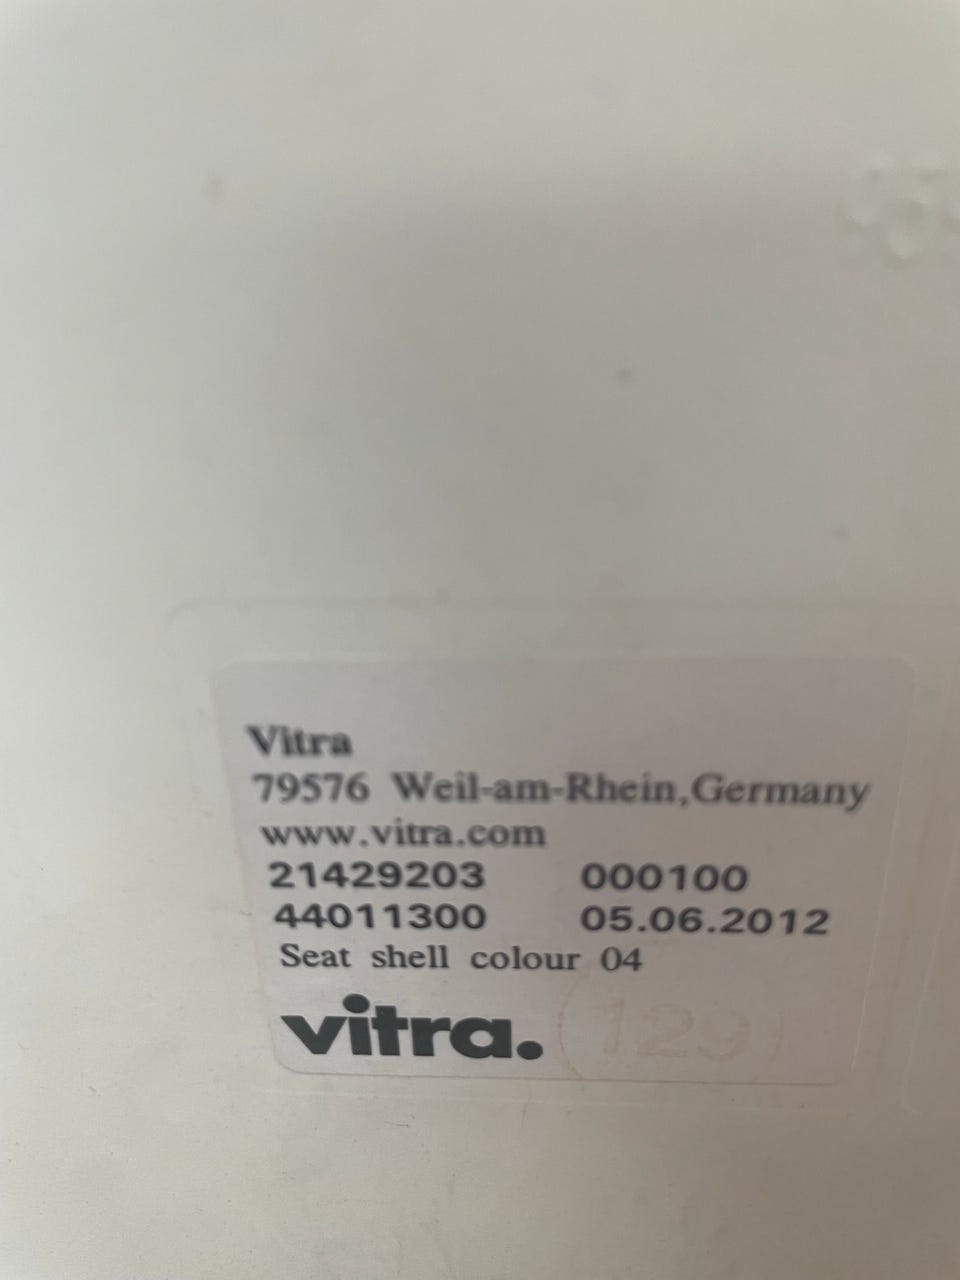 Vitra
79576 Weil-am-Rhein,Germany
www.vitra.com
21429203 000100
44011300 05.06.2012
Seat shell colour 04
vitra. 129